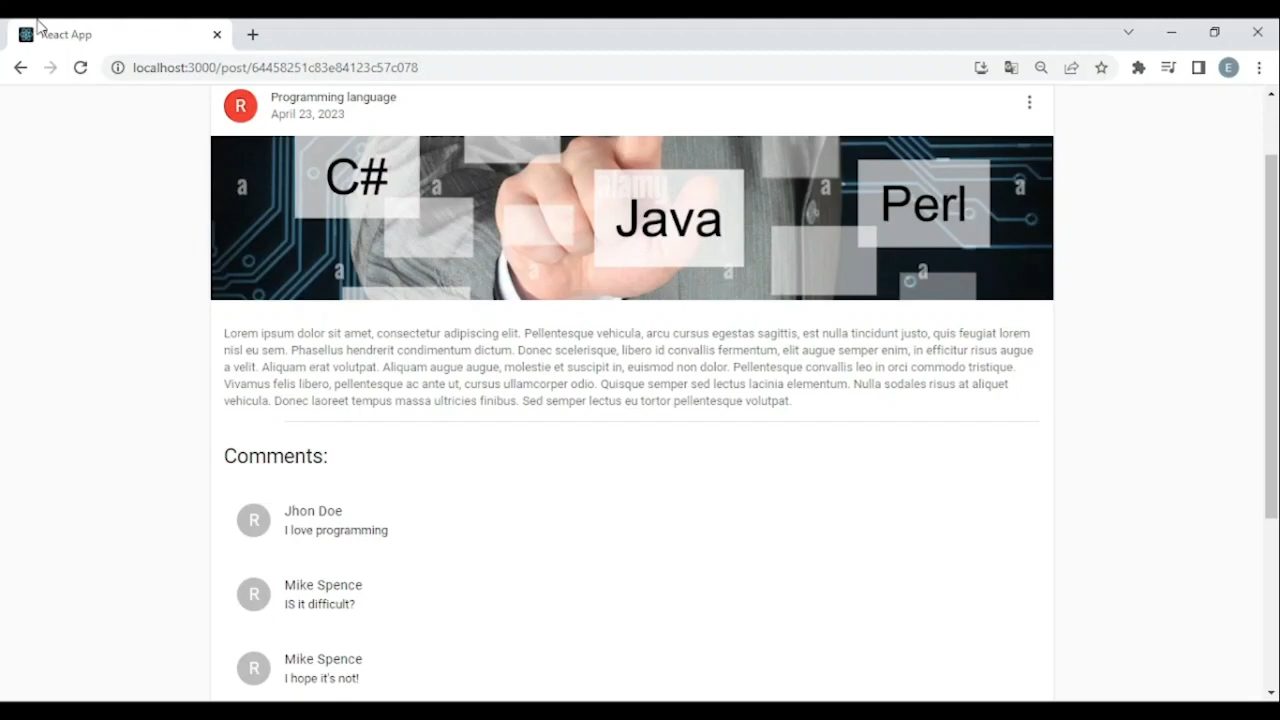 React App
localhost:3000/post/64458251c83e84123c57c078
E
R
Programming language
April 23, 2023
C#
Java
Perl
alamy
a
a
a
a
a
a
a
a
Lorem ipsum dolor sit amet, consectetur adipiscing elit. Pellentesque vehicula, arcu cursus egestas sagittis, est nulla tincidunt justo, quis feugiat lorem
nisl eu sem. Phasellus hendrerit condimentum dictum. Donec scelerisque, libero id convallis fermentum, elit augue semper enim, in efficitur risus augue
a velit. Aliquam erat volutpat. Aliquam augue augue, molestie et suscipit in, euismod non dolor. Pellentesque convallis leo in orci commodo tristique.
Vivamus felis libero, pellentesque ac ante ut, cursus ullamcorper odio. Quisque semper sed lectus lacinia elementum. Nulla sodales risus at aliquet
vehicula. Donec laoreet tempus massa ultricies finibus. Sed semper lectus eu tortor pellentesque volutpat.
Comments:
R
Jhon Doe
I love programming
R
Mike Spence
IS it difficult?
R
Mike Spence
I hope it's not!